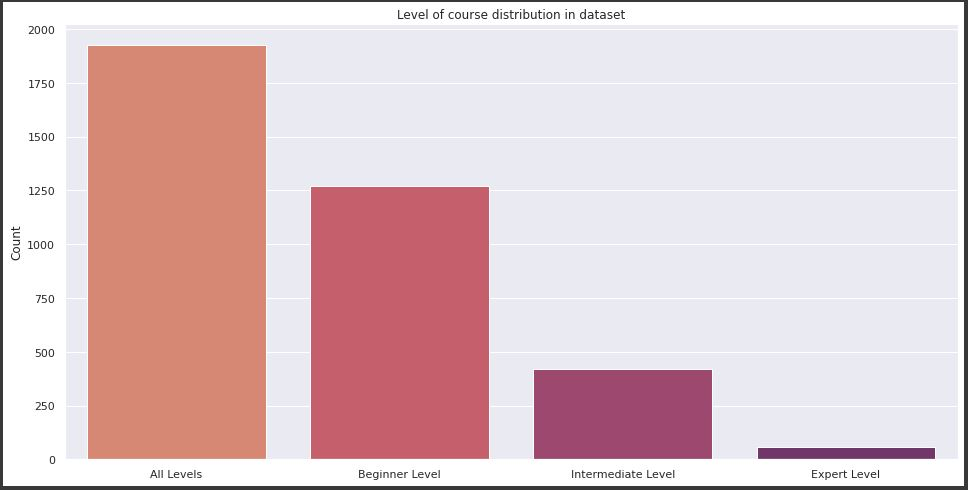 Level of course distribution in dataset
2000
1750
1500
1250
1000
750
500
250
0
Count
All Levels
Beginner Level
Intermediate Level
Expert Level